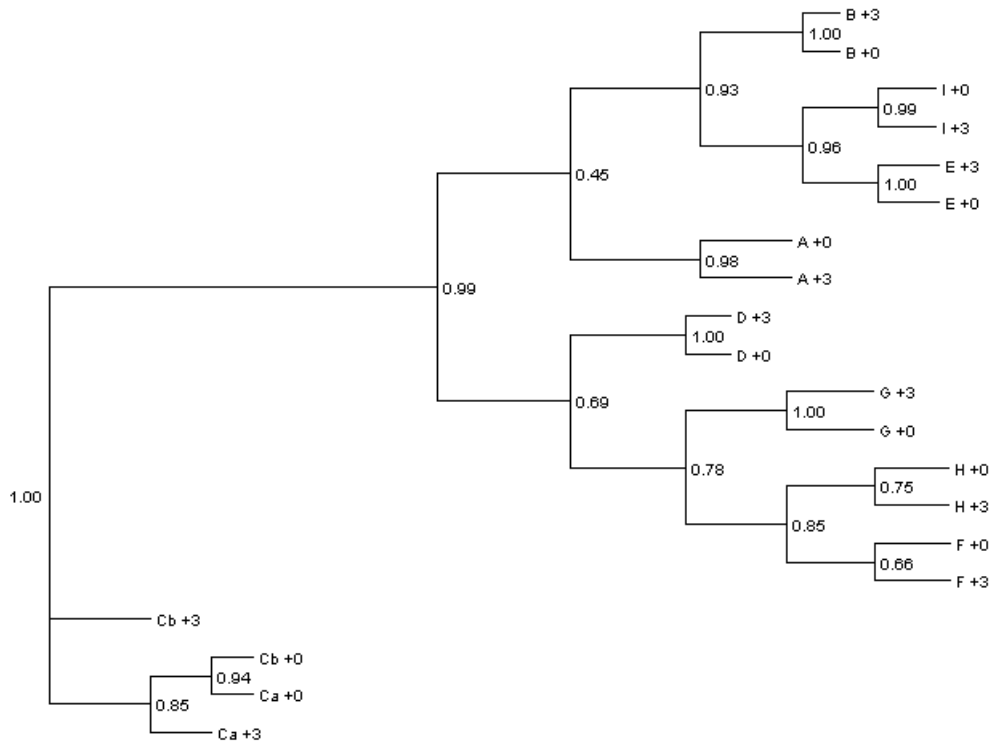 B +3
1.00
B +0
0.93
I +0
0.99
I +3
0.96
E +3
1.00
E +0
0.45
A +0
0.98
A +3
0.99
D +3
1.00
D +0
0.69
G +3
1.00
G +0
0.78
H +0
0.75
H +3
0.85
F +0
0.66
F +3
1.00
Cb +3
Cb +0
0.94
Ca +0
0.85
Ca +3